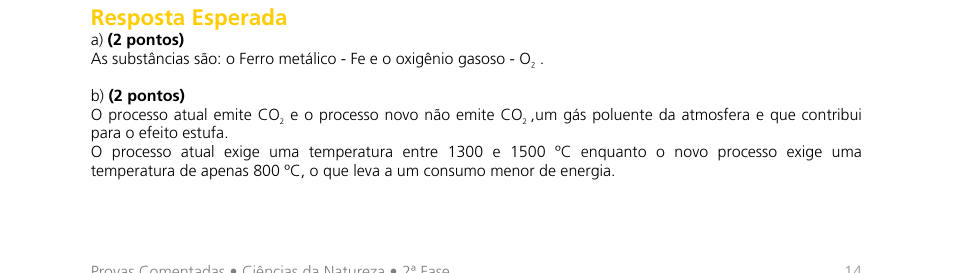 Resposta Esperada
a) (2 pontos)
As substâncias são: o Ferro metálico - Fe e o oxigênio gasoso - O2 .
b) (2 pontos)
O processo atual emite CO2 e o processo novo não emite CO2 ,um gás poluente da atmosfera e que contribui
para o efeito estufa.
O processo atual exige uma temperatura entre 1300 e 1500 ºC enquanto o novo processo exige uma
temperatura de apenas 800 ºC, o que leva a um consumo menor de energia.
Provas Comentadas • Ciências da Natureza • 2ª Fase 14